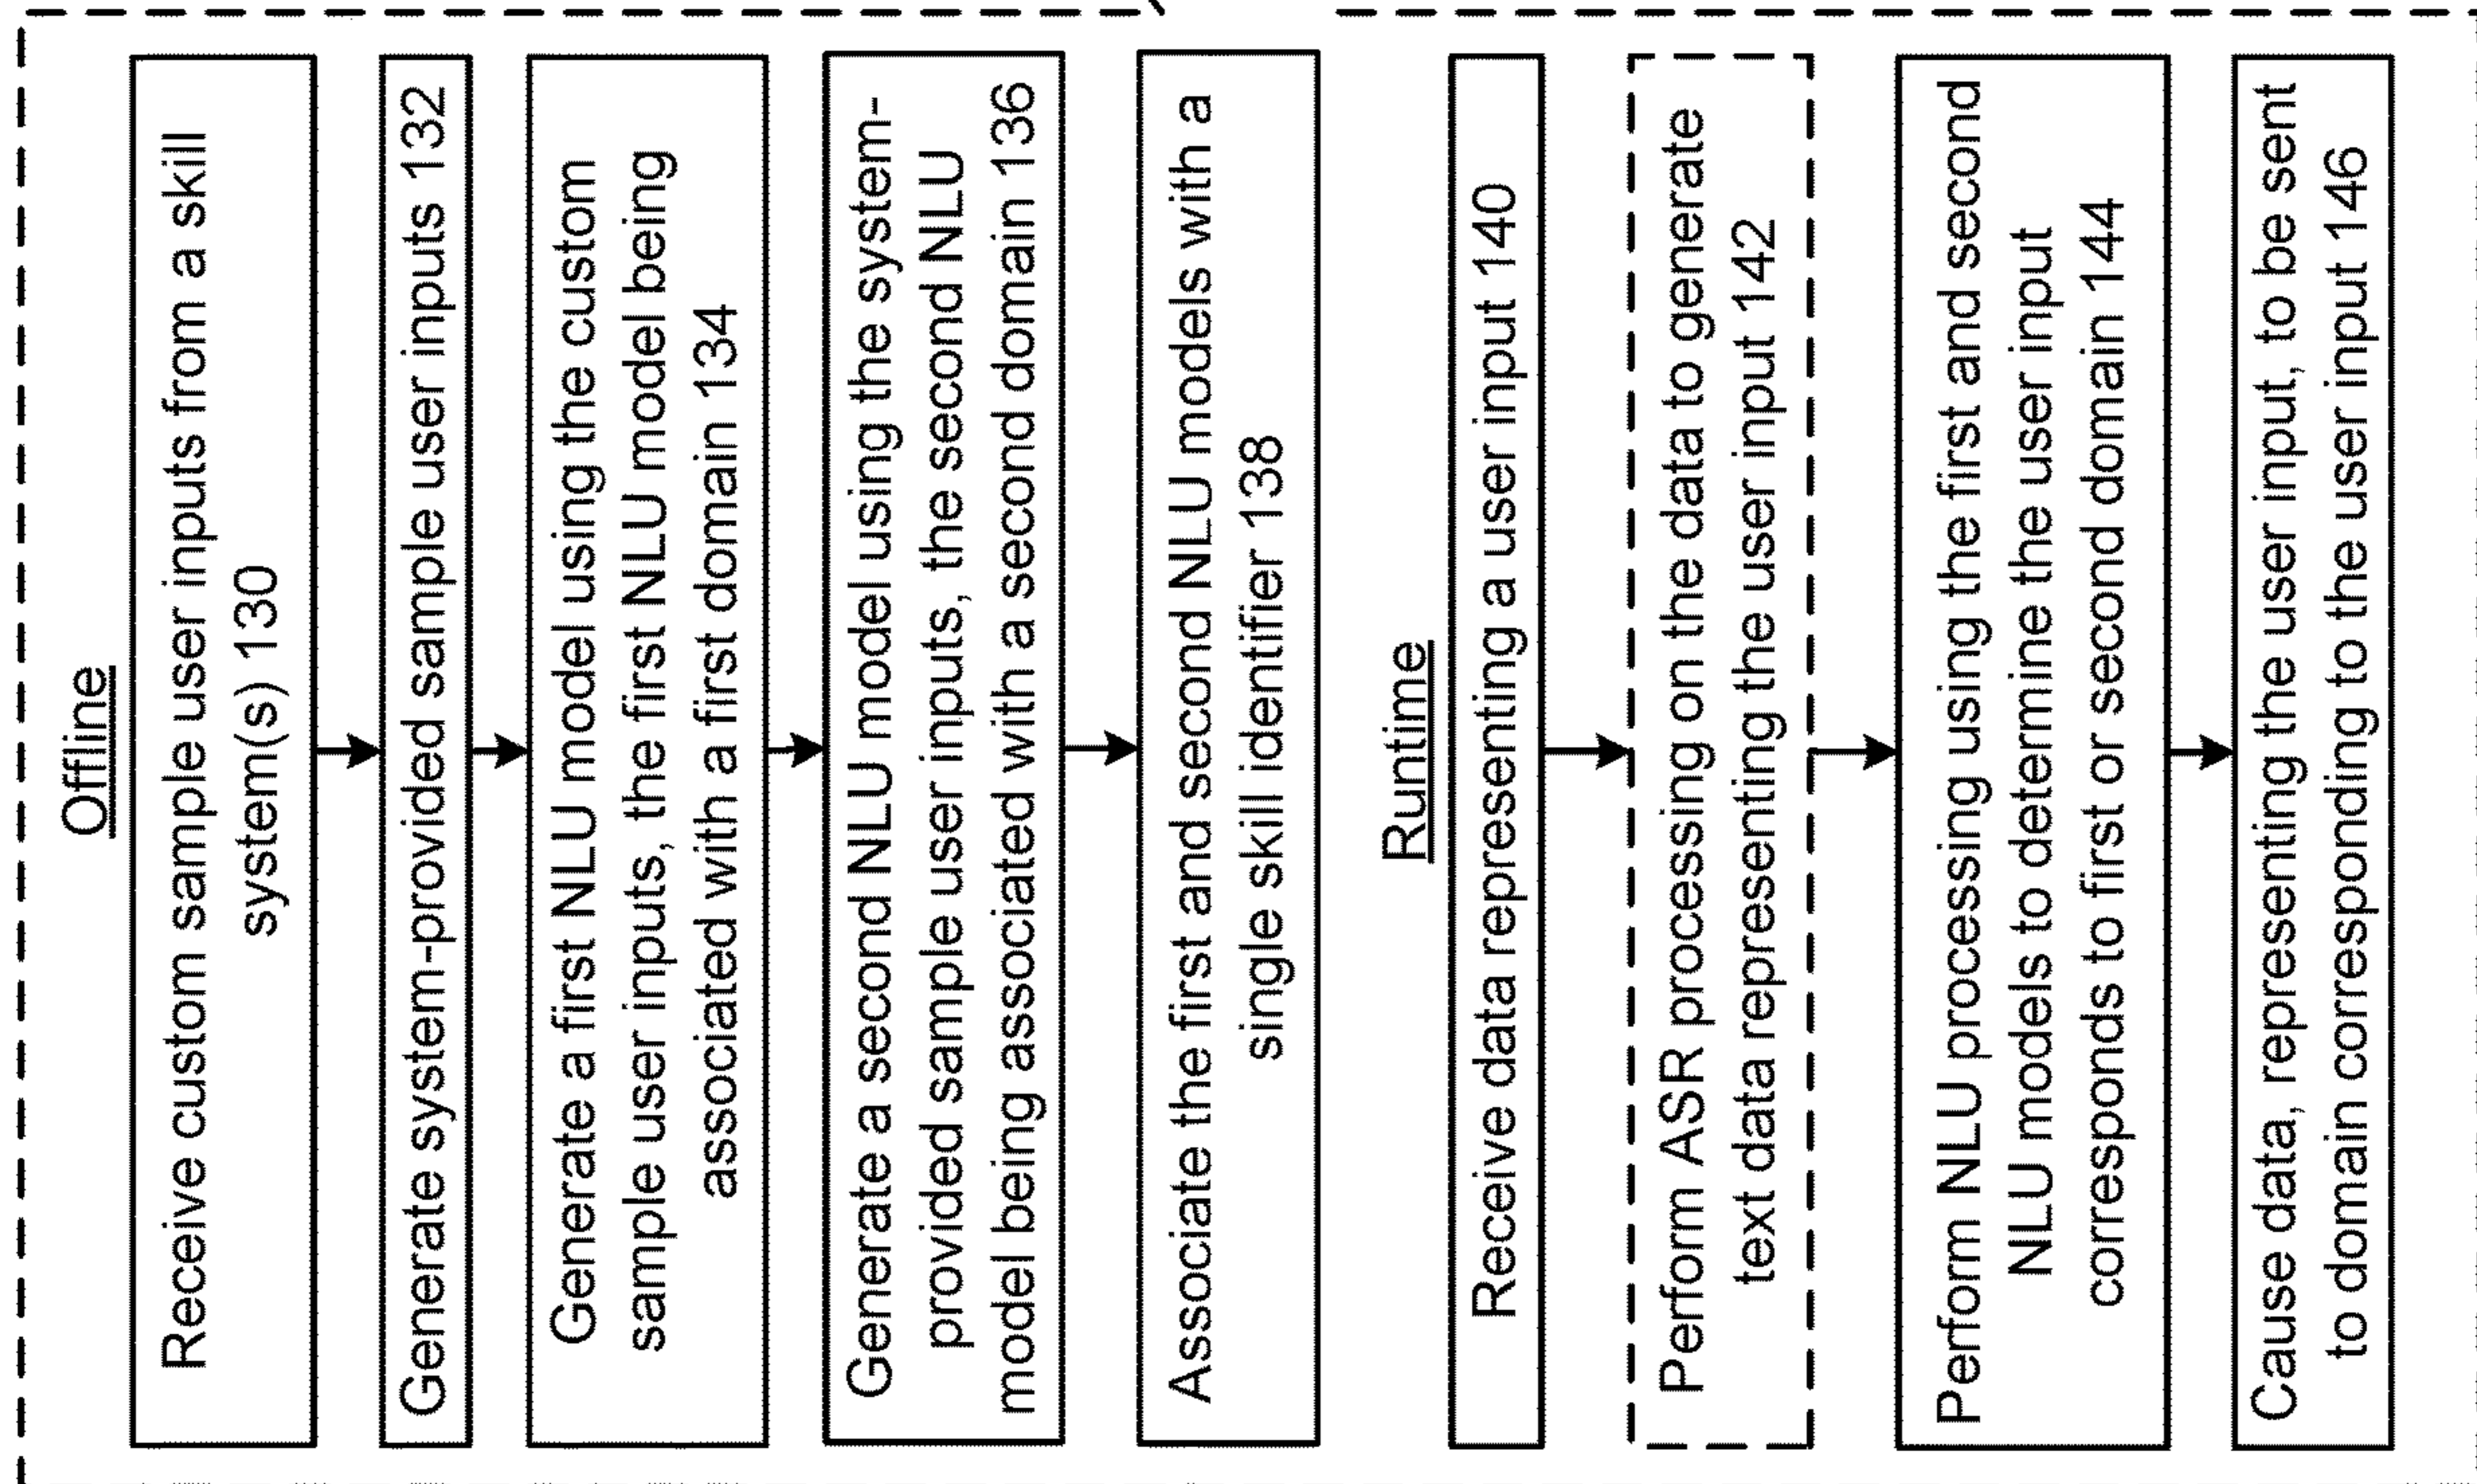 Offline
Receive custom sample user inputs from a skill
system(s) 130
Generate system-provided sample user inputs 132
Generate a first NLU model using the custom
sample user inputs, the first NLU model being
associated with a first domain 134
Generate a second NLU model using the system-
provided sample user inputs, the second NLU
model being associated with a second domain 136
Associate the first and second NLU models with a
single skill identifier 138
Runtime
Receive data representing a user input 140
Perform ASR processing on the data to generate
text data representing the user input 142
Perform NLU processing using the first and second
NLU models to determine the user input
corresponds to first or second domain 144
Cause data, representing the user input, to be sent
to domain corresponding to the user input 146